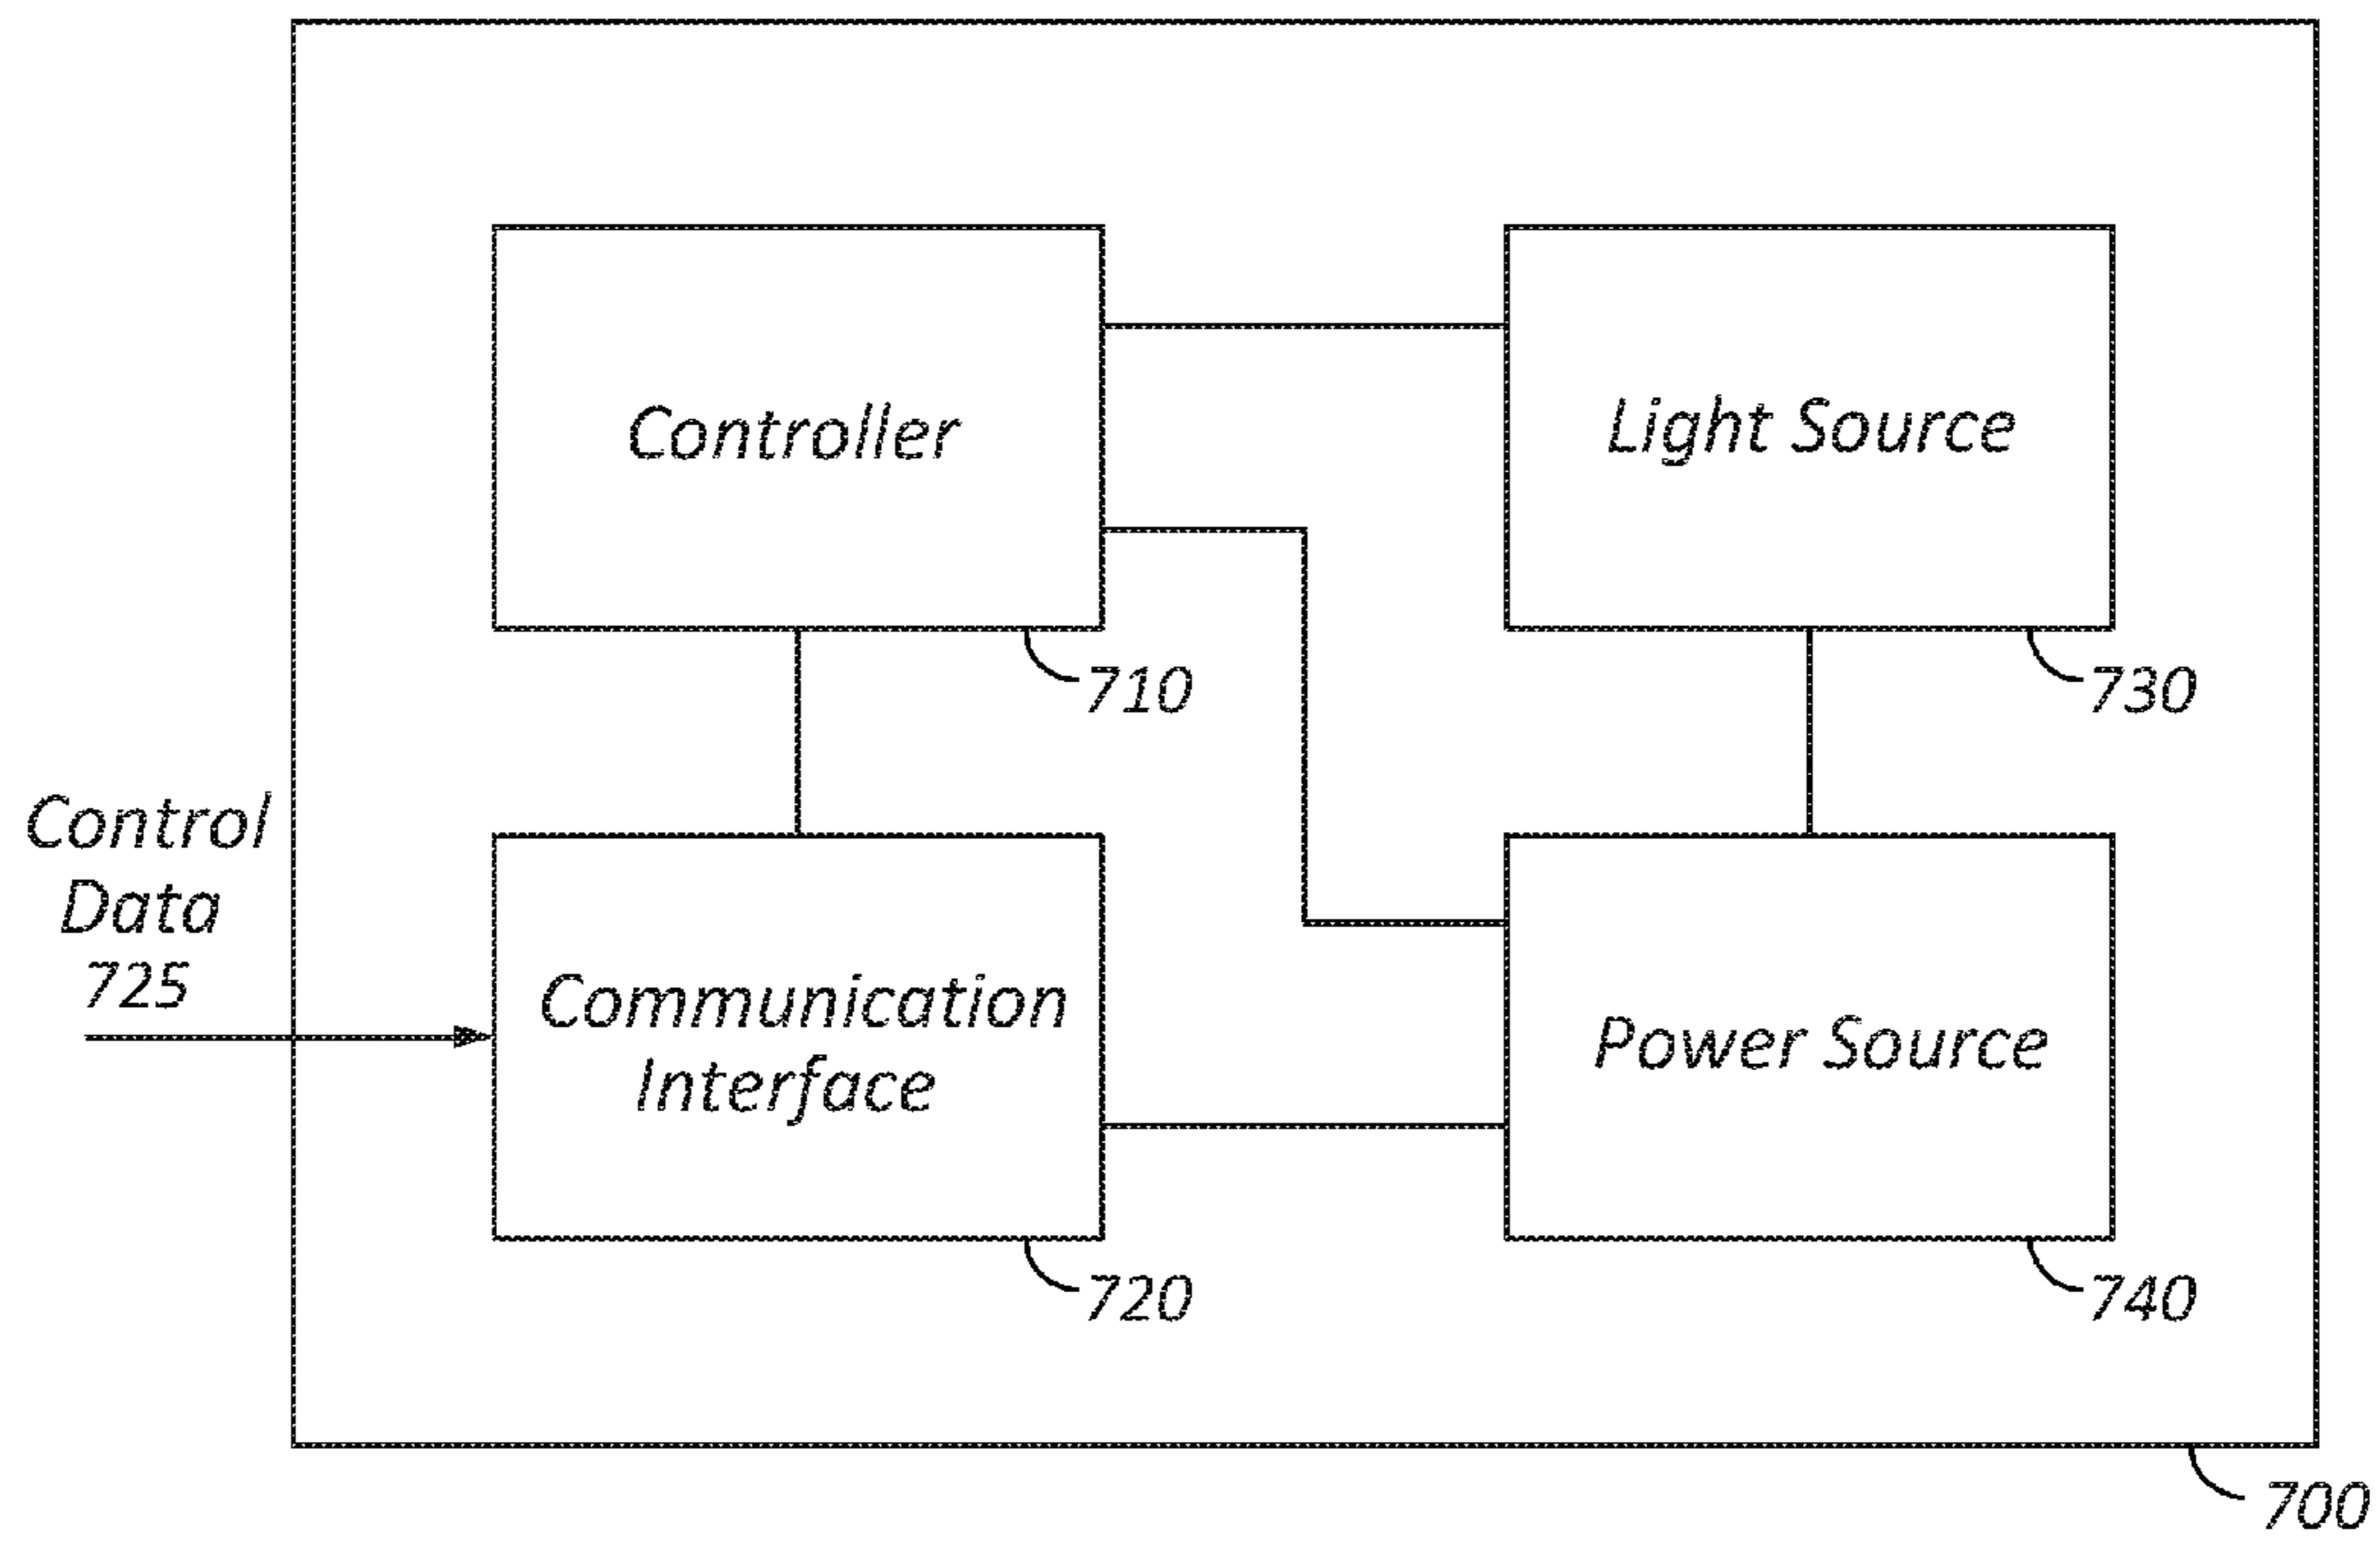 Controller
Light Source
710
730
Control
Data
725
Communication
Interface
Power Source
720
740
700